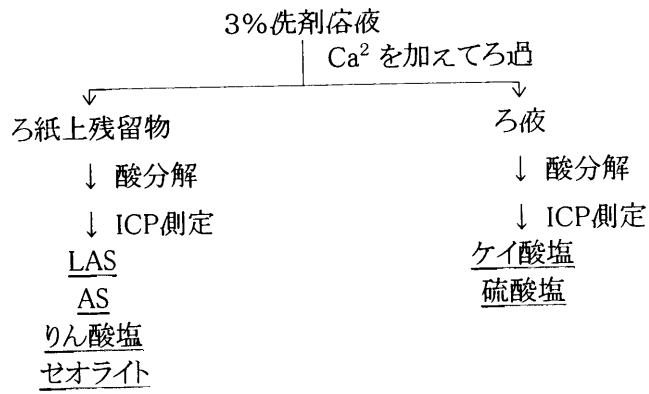 3%洗剤溶液
Ca² を加えてろ過
ろ紙上残留物
↓ 酸分解
↓ ICP測定
LAS
AS
りん酸塩
ゼオライト
ろ液
↓ 酸分解
↓ ICP測定
ケイ酸塩
硫酸塩